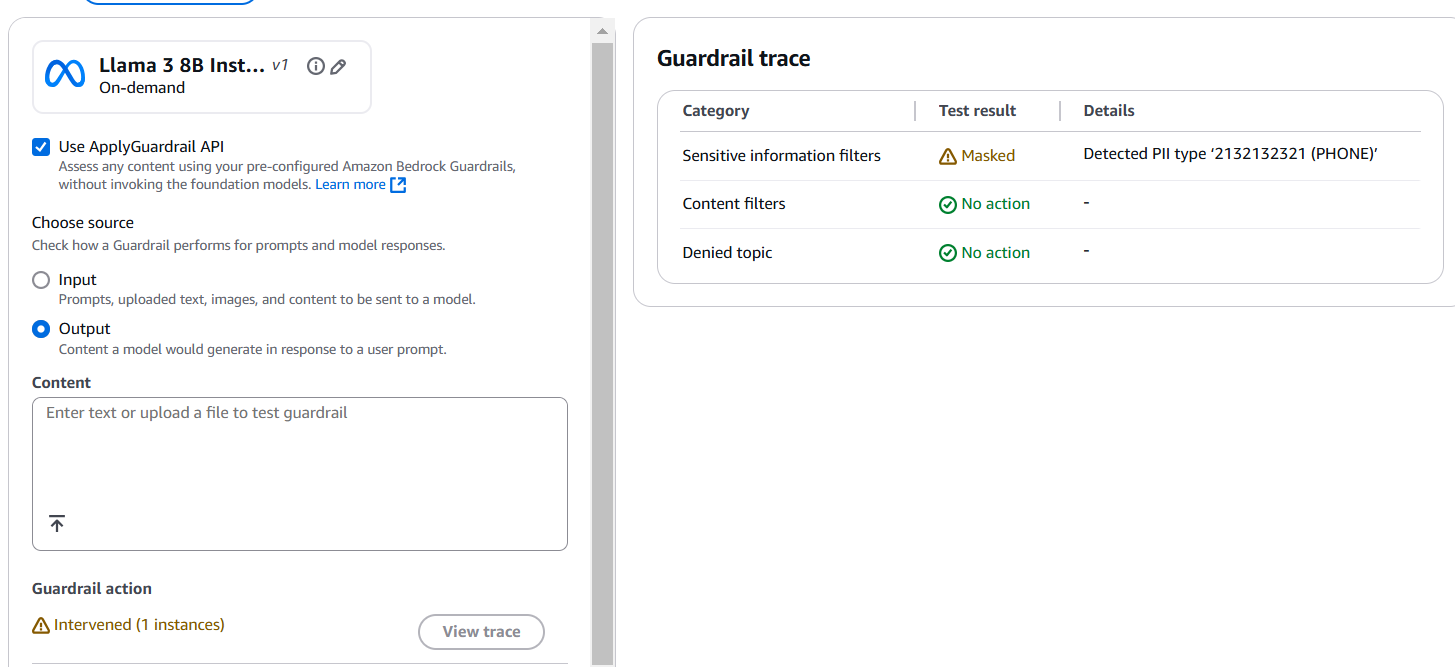 Llama 3 8B Inst... v1
On-demand
Use ApplyGuardrail API
Assess any content using your pre-configured Amazon Bedrock Guardrails,
without invoking the foundation models. Learn more
Choose source
Check how a Guardrail performs for prompts and model responses.
Input
Prompts, uploaded text, images, and content to be sent to a model.
Output
Content a model would generate in response to a user prompt.
Content
Enter text or upload a file to test guardrail
Guardrail action
Intervened (1 instances)
View trace
Guardrail trace
Category Test result Details
Sensitive information filters Masked Detected PII type ‘2132132321 (PHONE)’
Content filters No action -
Denied topic No action -